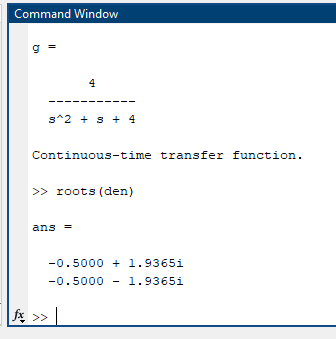 Command Window
g =
4
-----------
s^2 + s + 4
Continuous-time transfer function.
>> roots(den)
ans =
-0.5000 + 1.9365i
-0.5000 - 1.9365i
fx >>